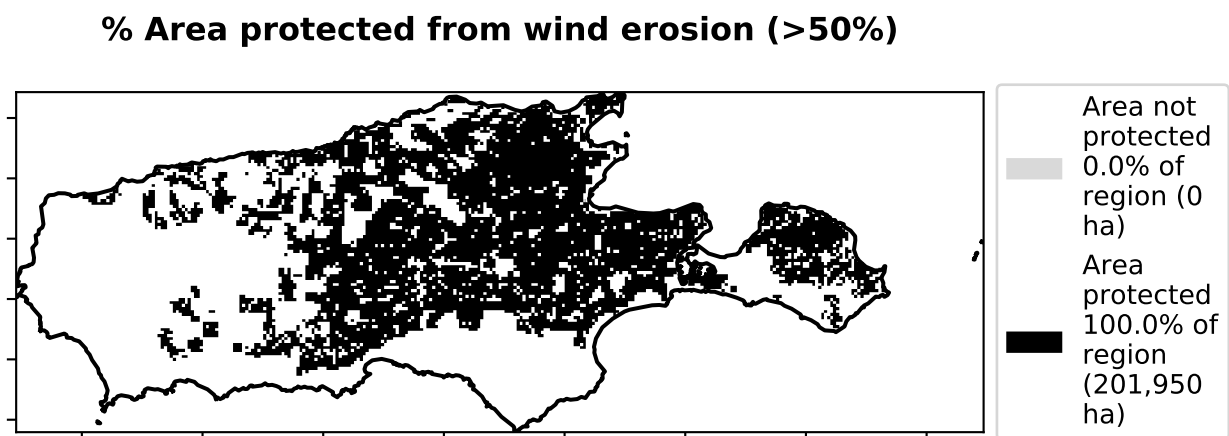 % Area protected from wind erosion (>50%)
Area not
protected
0.0% of
region (0
ha)
Area
protected
100.0% of
region
(201,950
ha)